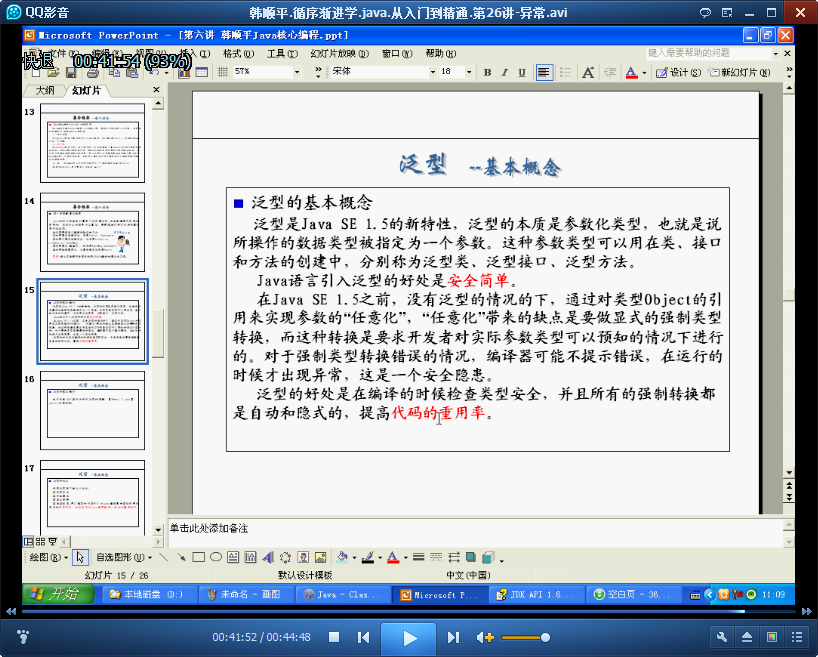 QQ影音
韩顺平.循序渐进学.java.从入门到精通.第26讲-异常.avi
Microsoft PowerPoint - [第六讲 韩顺平Java核心编程.ppt]
快退 00:41:54 (93%)
插入(I) 格式(O) 工具(T) 幻灯片放映(D) 窗口(W) 帮助(H)
键入需要帮助的问题
57% 宋体 18 B I U A A 设计(S) 新幻灯片(N)
大纲 幻灯片
13
14
15
16
17
泛型 --基本概念
泛型的基本概念
泛型是Java SE 1.5的新特性，泛型的本质是参数化类型，也就是说
所操作的数据类型被指定为一个参数。这种参数类型可以用在类、接口
和方法的创建中，分别称为泛型类、泛型接口、泛型方法。
Java语言引入泛型的好处是安全简单。
在Java SE 1.5之前，没有泛型的情况的下，通过对类型Object的引
用来实现参数的“任意化”，“任意化”带来的缺点是要做显式的强制类型
转换，而这种转换是要求开发者对实际参数类型可以预知的情况下进行
的。对于强制类型转换错误的情况，编译器可能不提示错误，在运行的
时候才出现异常，这是一个安全隐患。
泛型的好处是在编译的时候检查类型安全，并且所有的强制转换都
是自动和隐式的，提高代码的重用率。
单击此处添加备注
绘图(R) 自选图形(U)
幻灯片 15 / 26 默认设计模板 中文(中国)
开始 本地磁盘 (D:) 未命名 - 画图 Java - Clas... Microsoft P... JDK API 1.6... 空白页 - 36... 11:09
00:41:52 / 00:44:48